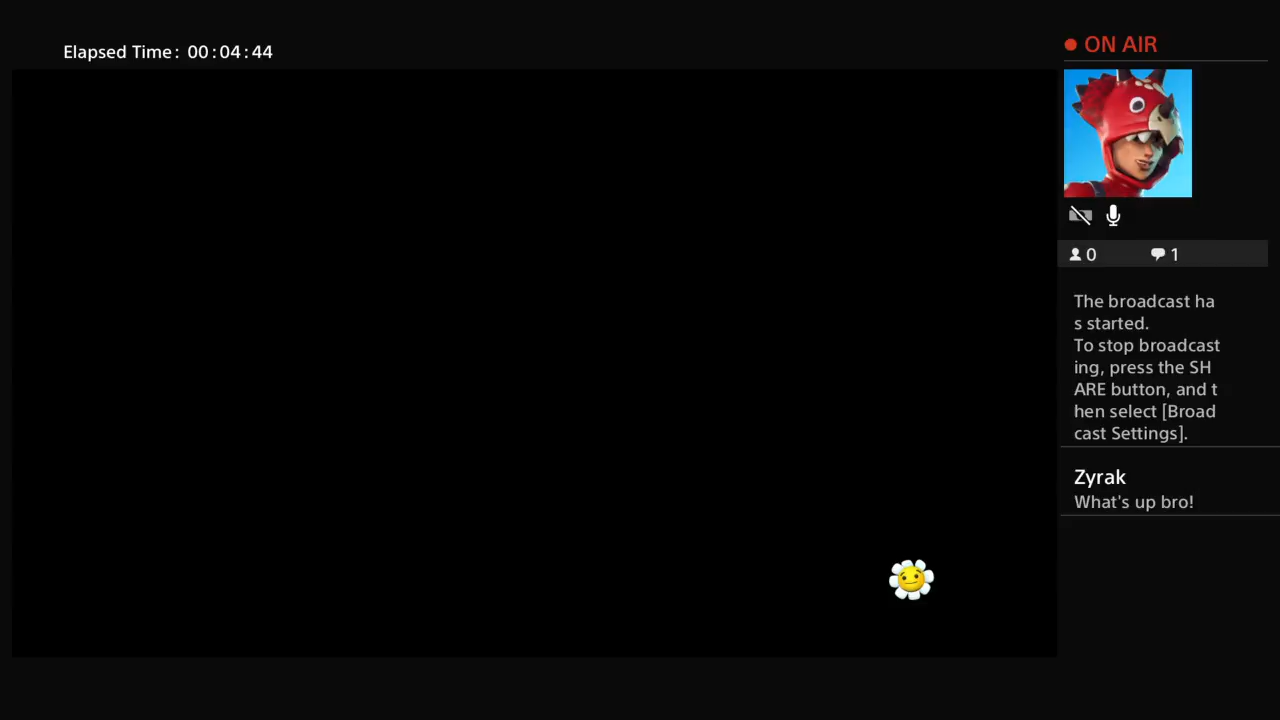 Elapsed Time: 00:04:44
ON AIR
0 1
The broadcast ha
s started.
To stop broadcast
ing, press the SH
ARE button, and t
hen select [Broad
cast Settings].
Zyrak
What's up bro!